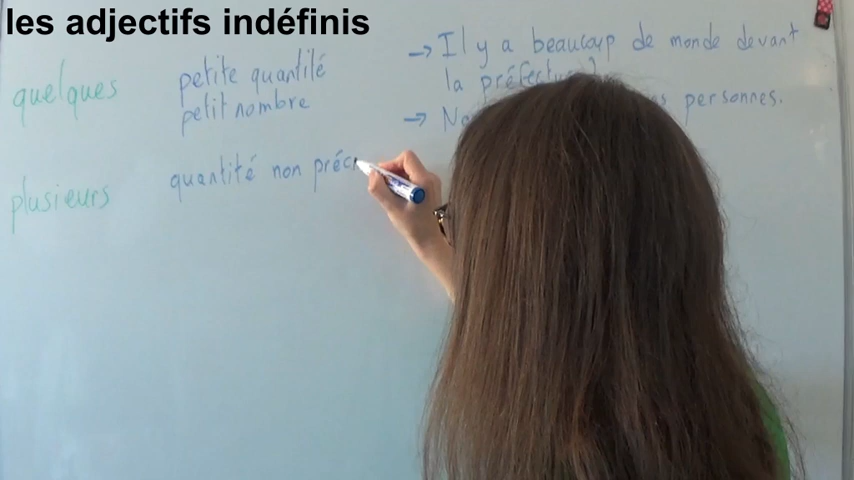 les adjectifs indéfinis
quelques
petite quantité
petit nombre
→ Il y a beaucoup de monde devant
la préfecture?
→ personnes.
plusieurs
quantité non préci